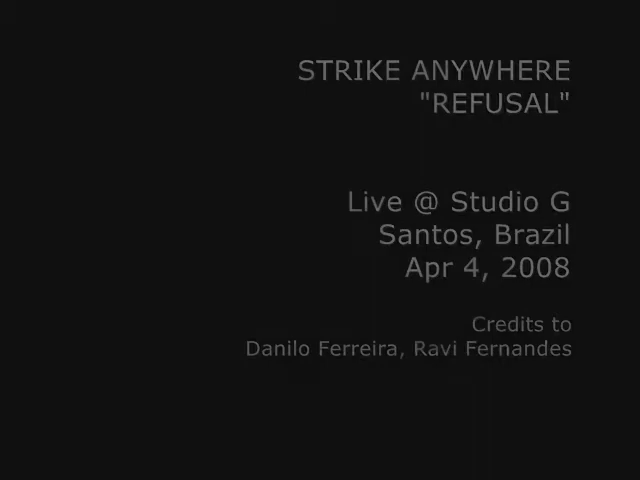 STRIKE ANYWHERE
"REFUSAL"
Live @ Studio G
Santos, Brazil
Apr 4, 2008
Credits to
Danilo Ferreira, Ravi Fernandes